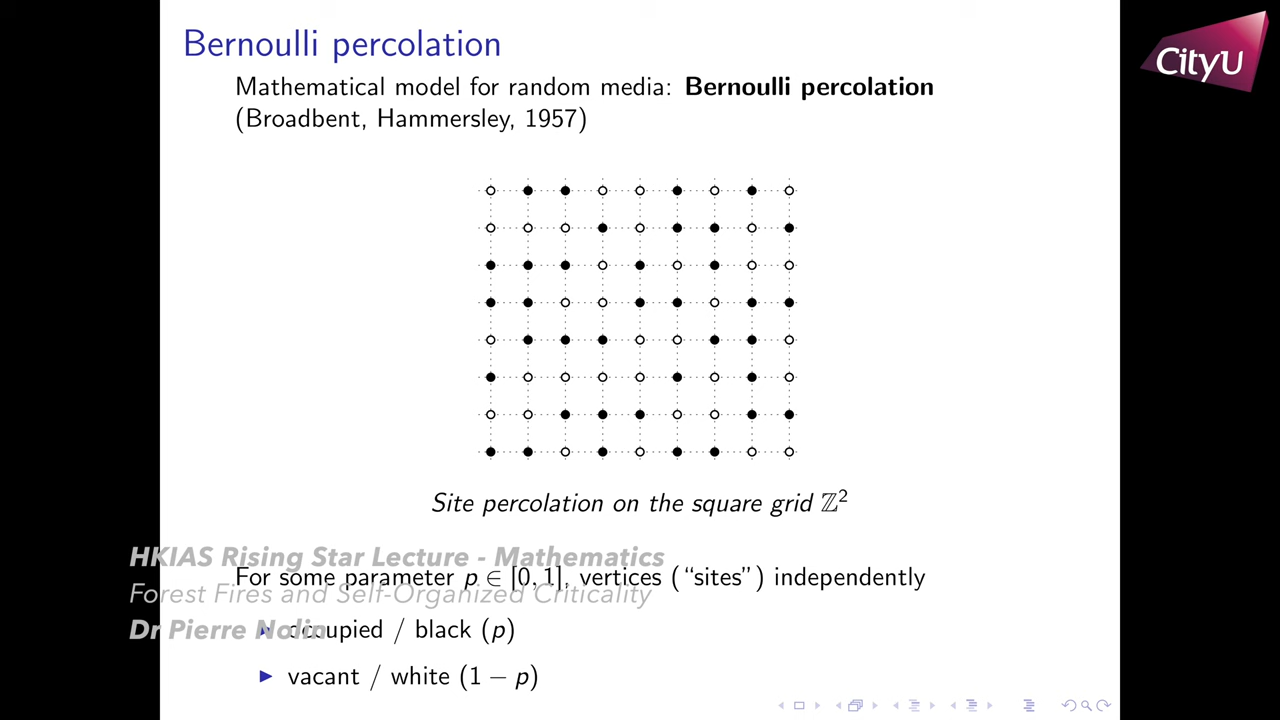 Bernoulli percolation
CityU
Mathematical model for random media: Bernoulli percolation
(Broadbent, Hammersley, 1957)
Site percolation on the square grid ℤ²
HKIAS Rising Star Lecture - Mathematics
For some parameter p ∈ [0, 1], vertices (“sites”) independently
Forest Fires and Self-Organized Criticality
Dr Pierre Nolin
▶ occupied / black (p)
▶ vacant / white (1 − p)